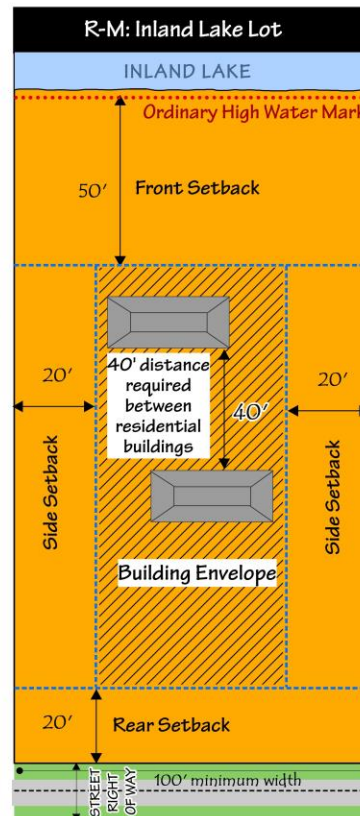 R-M: Inland Lake Lot
INLAND LAKE
Ordinary High Water Mark
50'
Front Setback
20'
40' distance
required
between
residential
buildings
40'
20'
Side Setback
Side Setback
Building Envelope
20'
Rear Setback
STREET
RIGHT
OF WAY
100' minimum width